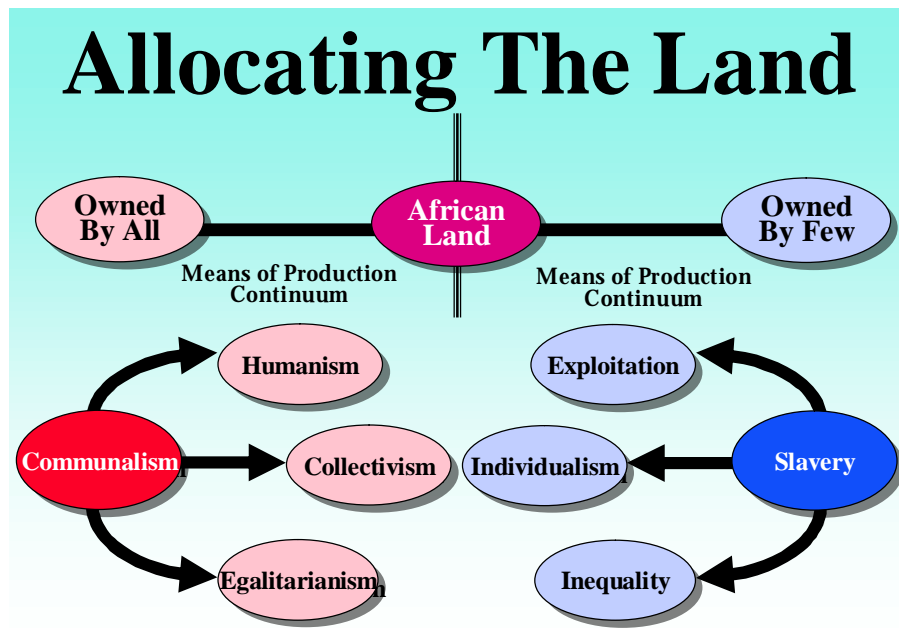 Allocating The Land
Owned
By All
African
Land
Owned
By Few
Means of Production
Continuum
Means of Production
Continuum
Humanism
Exploitation
Communalism
Collectivism
Individualism
Slavery
Egalitarianism
Inequality